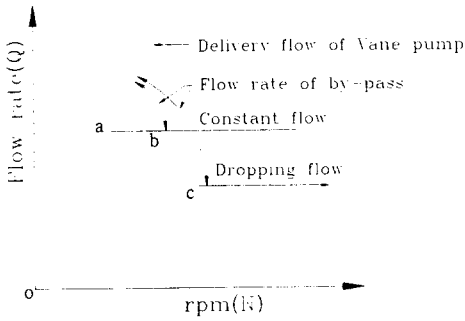 Delivery flow of Vane pump
Flow rate of by-pass
Constant flow
a
b
Dropping flow
c
Flow rate(Q)
o
rpm(N)